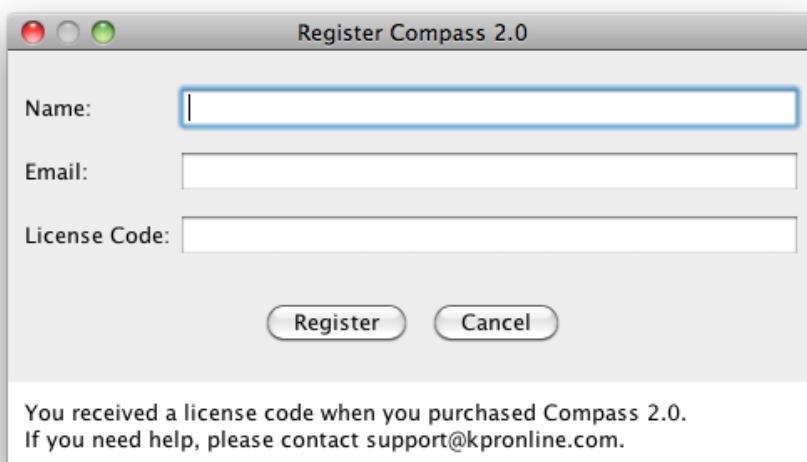 Register Compass 2.0
Name:
Email:
License Code:
Register Cancel
You received a license code when you purchased Compass 2.0.
If you need help, please contact support@kpronline.com.